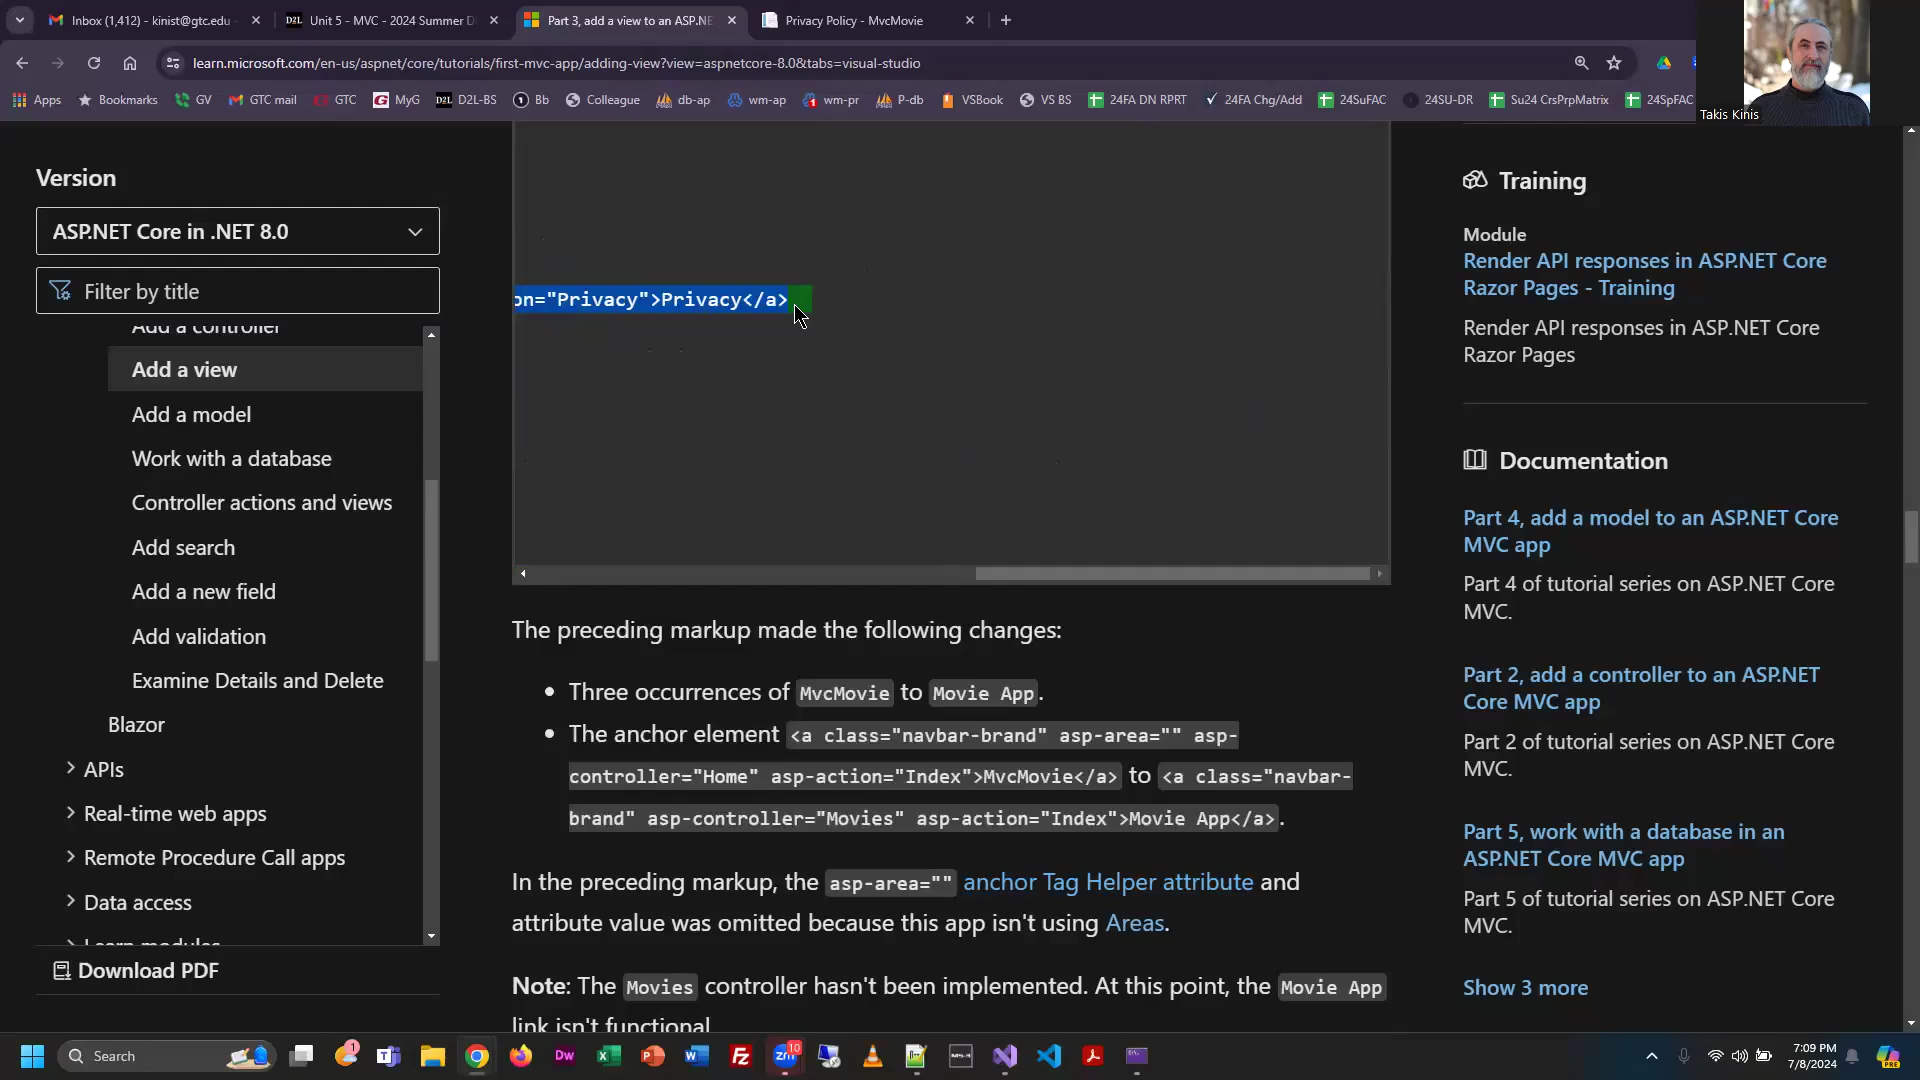 Inbox (1,412) - kinist@gtc.edu
D2L Unit 5 - MVC - 2024 Summer D
Part 3, add a view to an ASP.NE
Privacy Policy - MvcMovie
learn.microsoft.com/en-us/aspnet/core/tutorials/first-mvc-app/adding-view?view=aspnetcore-8.0&tabs=visual-studio
Apps Bookmarks GV GTC mail GTC MyG D2L-BS Bb Colleague db-ap wm-ap wm-pr P-db VSBook VS BS 24FA DN RPRT 24FA Chg/Add 24SuFAC 24SU-DR Su24 CrsPrpMatrix 24SpFAC
Takis Kinis
Version
ASP.NET Core in .NET 8.0
Filter by title
Add a controller
Add a view
Add a model
Work with a database
Controller actions and views
Add search
Add a new field
Add validation
Examine Details and Delete
Blazor
APIs
Real-time web apps
Remote Procedure Call apps
Data access
Learn modules
Download PDF
on="Privacy">Privacy</a>
The preceding markup made the following changes:
Three occurrences of MvcMovie to Movie App.
The anchor element <a class="navbar-brand" asp-area="" asp-
controller="Home" asp-action="Index">MvcMovie</a> to <a class="navbar-
brand" asp-controller="Movies" asp-action="Index">Movie App</a>.
In the preceding markup, the asp-area="" anchor Tag Helper attribute and
attribute value was omitted because this app isn't using Areas.
Note: The Movies controller hasn't been implemented. At this point, the Movie App
link isn't functional
Training
Module
Render API responses in ASP.NET Core
Razor Pages - Training
Render API responses in ASP.NET Core
Razor Pages
Documentation
Part 4, add a model to an ASP.NET Core
MVC app
Part 4 of tutorial series on ASP.NET Core
MVC.
Part 2, add a controller to an ASP.NET
Core MVC app
Part 2 of tutorial series on ASP.NET Core
MVC.
Part 5, work with a database in an
ASP.NET Core MVC app
Part 5 of tutorial series on ASP.NET Core
MVC.
Show 3 more
Search
1
Dw
10
7:09 PM
7/8/2024